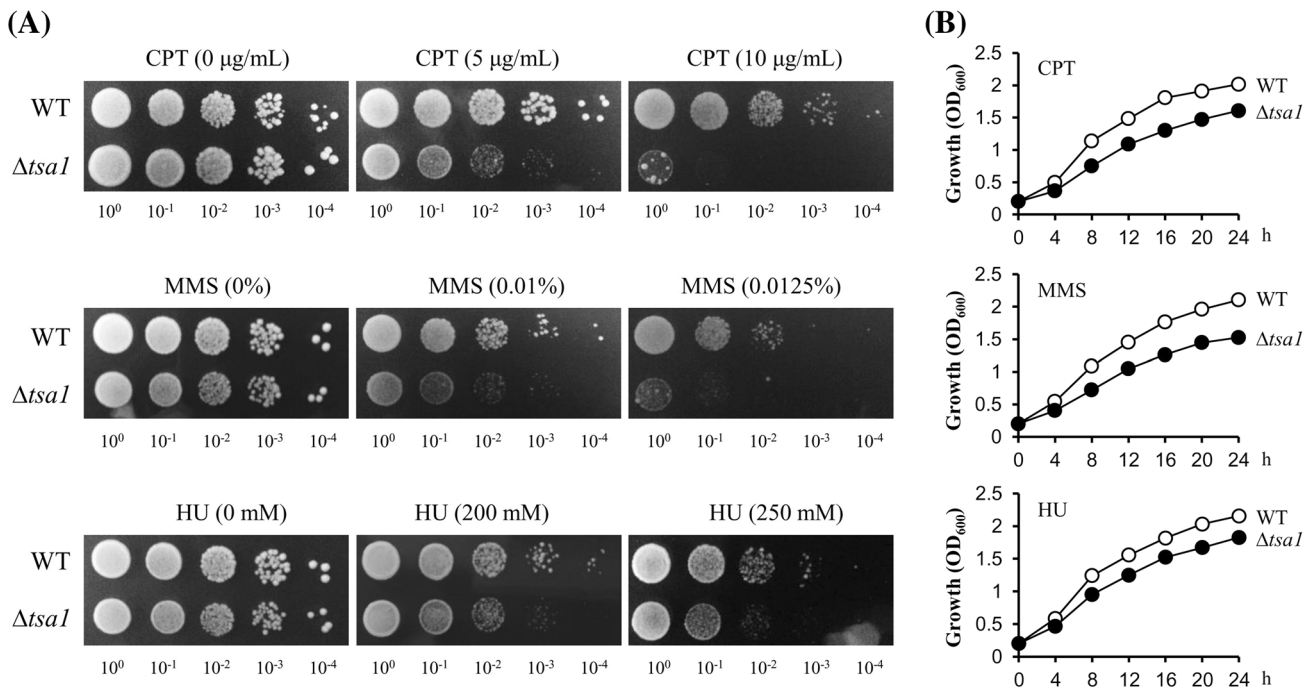 (A)
CPT (0 μg/mL) CPT (5 μg/mL) CPT (10 μg/mL)
WT
Δtsa1
10⁰ 10⁻¹ 10⁻² 10⁻³ 10⁻⁴ 10⁰ 10⁻¹ 10⁻² 10⁻³ 10⁻⁴ 10⁰ 10⁻¹ 10⁻² 10⁻³ 10⁻⁴
MMS (0%) MMS (0.01%) MMS (0.0125%)
WT
Δtsa1
10⁰ 10⁻¹ 10⁻² 10⁻³ 10⁻⁴ 10⁰ 10⁻¹ 10⁻² 10⁻³ 10⁻⁴ 10⁰ 10⁻¹ 10⁻² 10⁻³ 10⁻⁴
HU (0 mM) HU (200 mM) HU (250 mM)
WT
Δtsa1
10⁰ 10⁻¹ 10⁻² 10⁻³ 10⁻⁴ 10⁰ 10⁻¹ 10⁻² 10⁻³ 10⁻⁴ 10⁰ 10⁻¹ 10⁻² 10⁻³ 10⁻⁴
(B)
Growth (OD₆₀₀)
2.5
2
1.5
1
0.5
0
CPT
WT
Δtsa1
0 4 8 12 16 20 24 h
Growth (OD₆₀₀)
2.5
2
1.5
1
0.5
0
MMS
WT
Δtsa1
0 4 8 12 16 20 24 h
Growth (OD₆₀₀)
2.5
2
1.5
1
0.5
0
HU
WT
Δtsa1
0 4 8 12 16 20 24 h